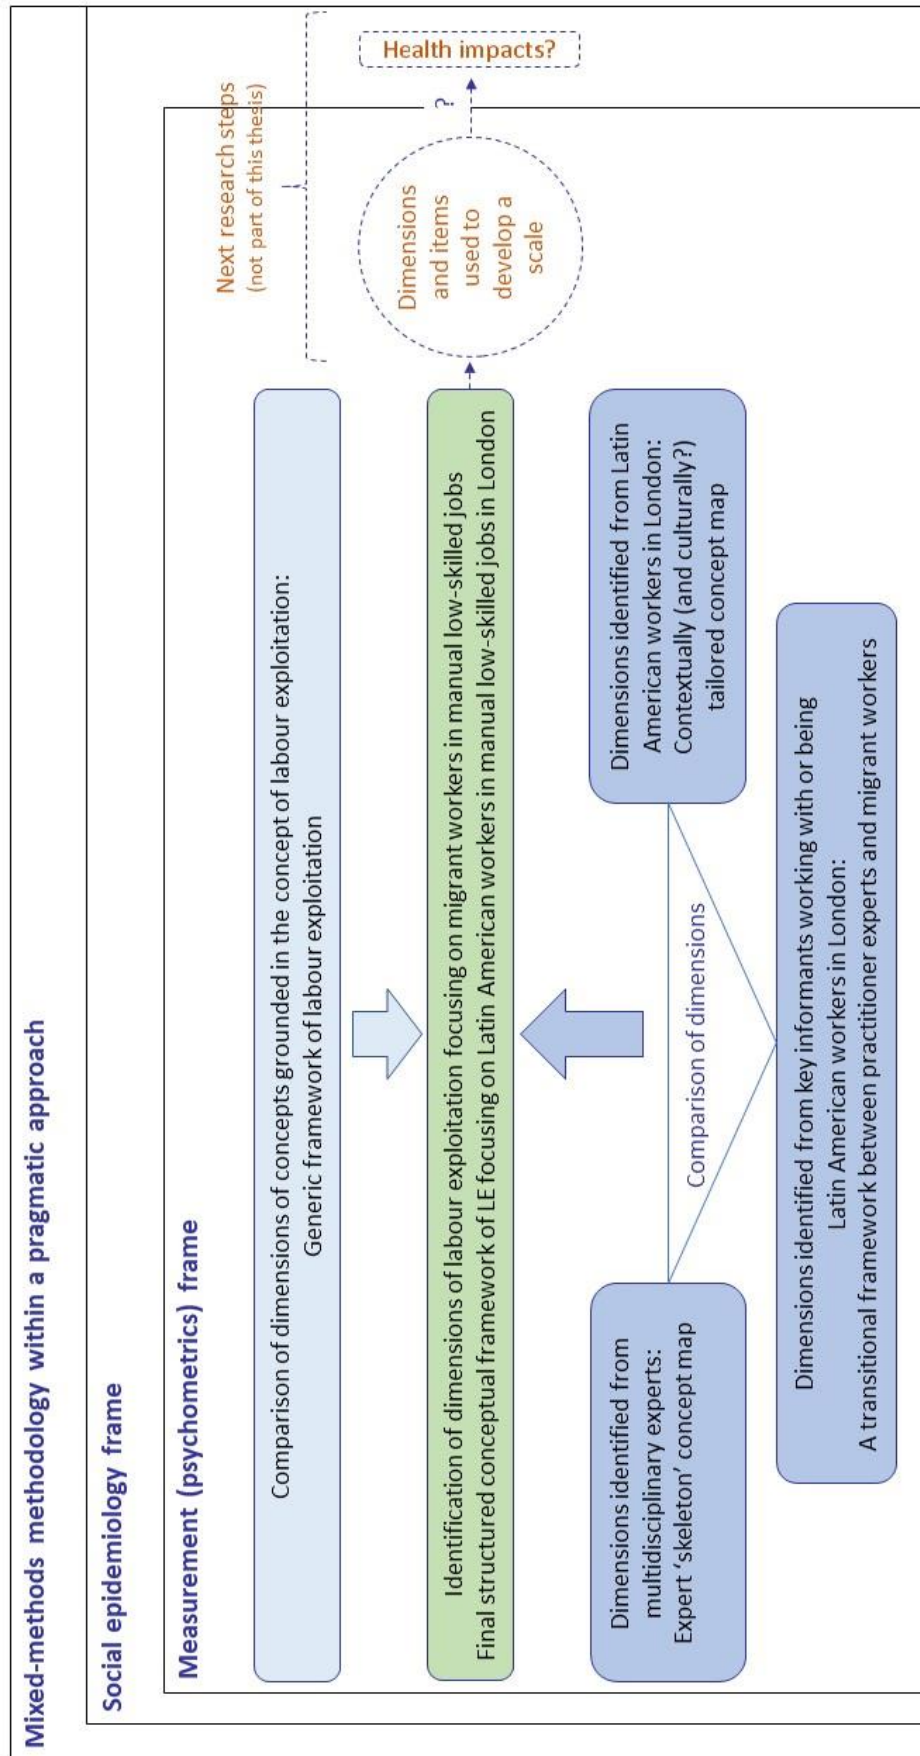 Mixed-methods methodology within a pragmatic approach
Social epidemiology frame
Measurement (psychometrics) frame
Next research steps
(not part of this thesis)
Comparison of dimensions of concepts grounded in the concept of labour exploitation:
Generic framework of labour exploitation
Identification of dimensions of labour exploitation focusing on migrant workers in manual low-skilled jobs
Final structured conceptual framework of LE focusing on Latin American workers in manual low-skilled jobs in London
Dimensions
and items
used to
develop a
scale
?
Health impacts?
Dimensions identified from
multidisciplinary experts:
Expert ‘skeleton’ concept map
Comparison of dimensions
Dimensions identified from Latin
American workers in London:
Contextually (and culturally?)
tailored concept map
Dimensions identified from key informants working with or being
Latin American workers in London:
A transitional framework between practitioner experts and migrant workers